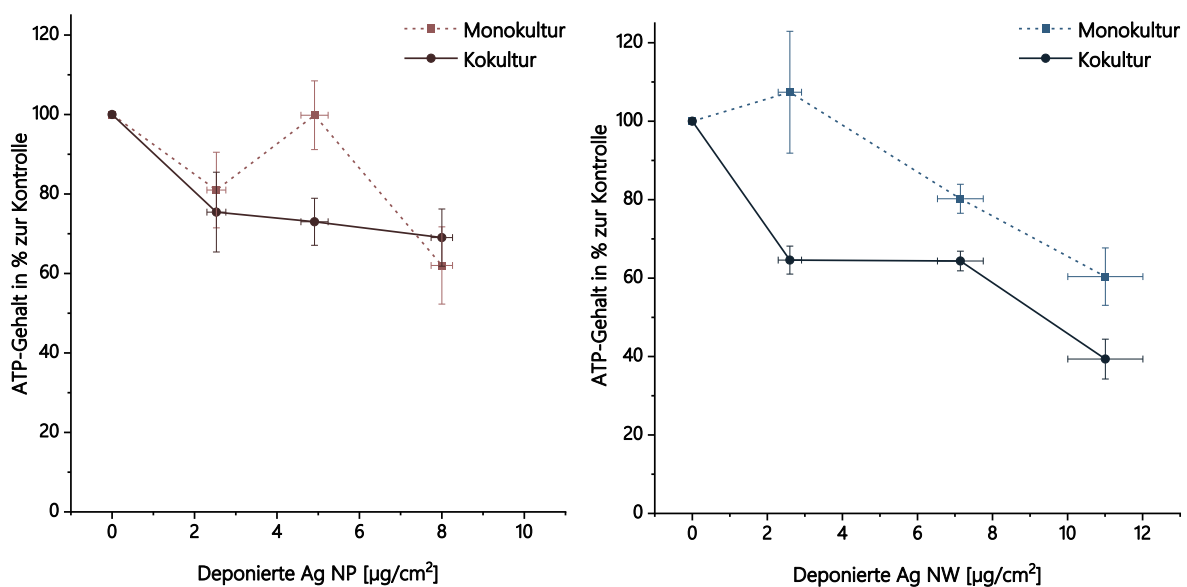 Monokultur
Kokultur
ATP-Gehalt in % zur Kontrolle
120
100
80
60
40
20
0
0 2 4 6 8 10
Deponierte Ag NP [µg/cm²]
Monokultur
Kokultur
ATP-Gehalt in % zur Kontrolle
120
100
80
60
40
20
0
0 2 4 6 8 10 12
Deponierte Ag NW [µg/cm²]